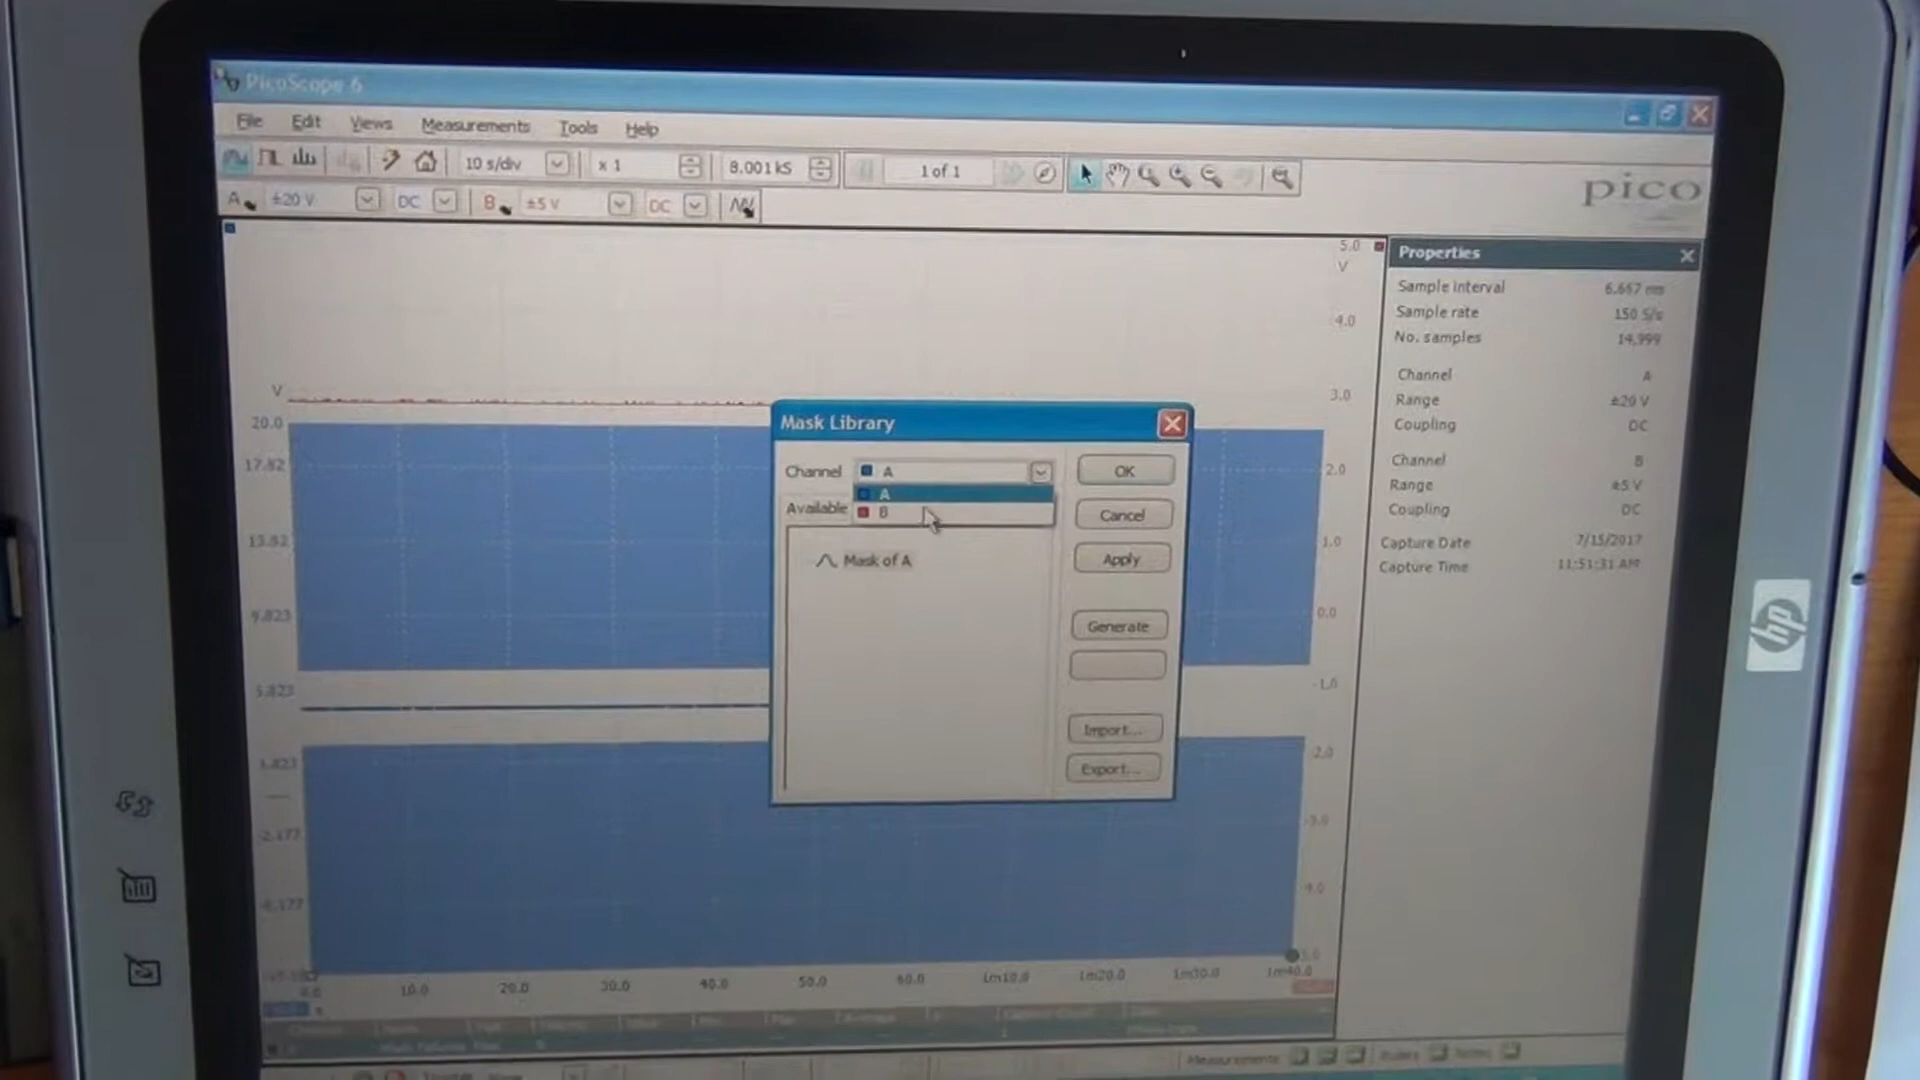 PicoScope 6
File Edit Views Measurements Tools Help
10 s/div x 1 8.001 kS 1 of 1
A ±20 V DC B ±5 V DC
pico
5.0
V
4.0
V
3.0
20.0
17.82
2.0
13.82
1.0
9.823
0.0
5.823
-1.0
1.823
-2.0
-2.177
-3.0
-6.177
-4.0
10.0 20.0 30.0 40.0 50.0 60.0 1m10.0 1m20.0 1m30.0 1m40.0
Mask Library
Channel A
A
B
Available
Mask of A
OK
Cancel
Apply
Generate
Import...
Export...
Properties
Sample interval
Sample rate 150 S/s
No. samples 14,999
Channel A
Range ±20 V
Coupling DC
Channel B
Range ±5 V
Coupling DC
Capture Date 7/15/2017
Capture Time 11:51:31 AM
Measurements Rulers Notes
hp